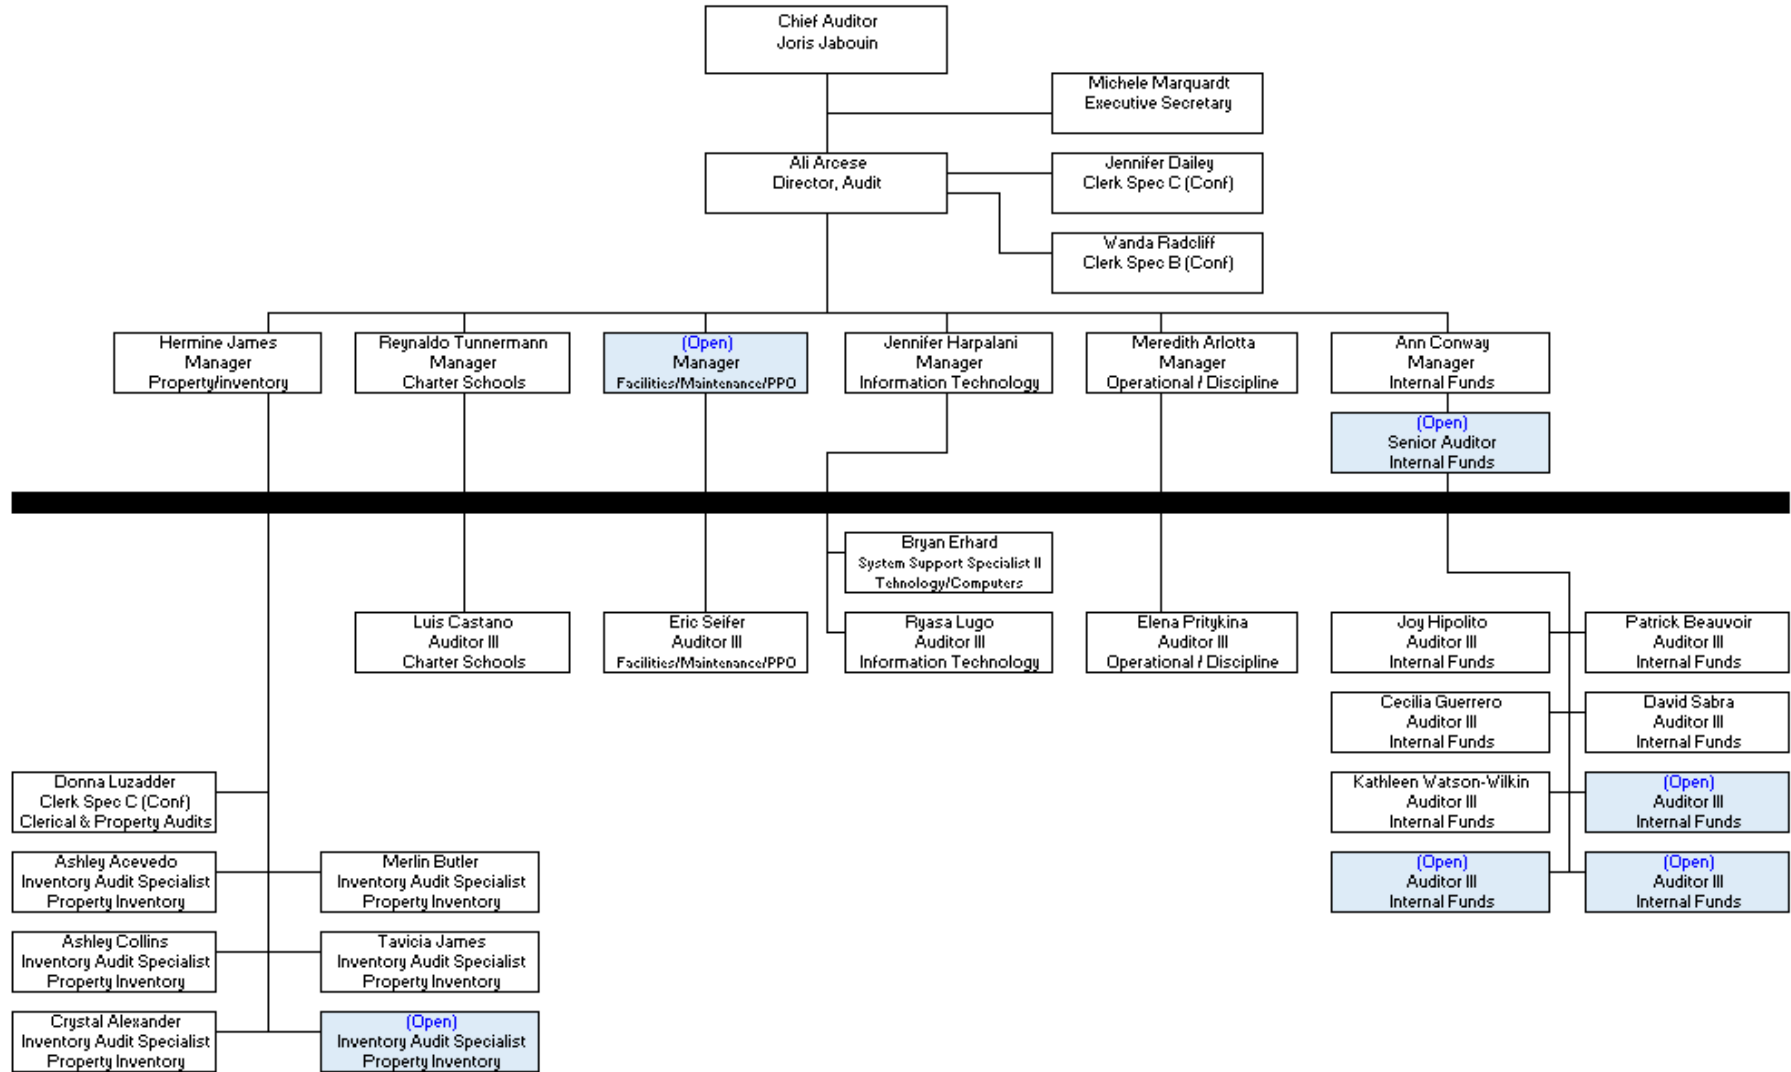 Chief Auditor
Joris Jabouin
Michele Marquardt
Executive Secretary
Ali Arcese
Director, Audit
Jennifer Dailey
Clerk Spec C (Conf)
Wanda Radcliff
Clerk Spec B (Conf)
Hermine James
Manager
Property/inventory
Reynaldo Tunnermann
Manager
Charter Schools
(Open)
Manager
Facilities/Maintenance/PPO
Jennifer Harpalani
Manager
Information Technology
Meredith Arlotta
Manager
Operational / Discipline
Ann Conway
Manager
Internal Funds
(Open)
Senior Auditor
Internal Funds
Bryan Erhard
System Support Specialist II
Tehnology/Computers
Luis Castano
Auditor III
Charter Schools
Eric Seifer
Auditor III
Facilities/Maintenance/PPO
Ryasa Lugo
Auditor III
Information Technology
Elena Pritykina
Auditor III
Operational / Discipline
Joy Hipolito
Auditor III
Internal Funds
Patrick Beauvoir
Auditor III
Internal Funds
Cecilia Guerrero
Auditor III
Internal Funds
David Sabra
Auditor III
Internal Funds
Donna Luzadder
Clerk Spec C (Conf)
Clerical & Property Audits
Kathleen Watson-Wilkin
Auditor III
Internal Funds
(Open)
Auditor III
Internal Funds
Ashley Acevedo
Inventory Audit Specialist
Property Inventory
Merlin Butler
Inventory Audit Specialist
Property Inventory
(Open)
Auditor III
Internal Funds
(Open)
Auditor III
Internal Funds
Ashley Collins
Inventory Audit Specialist
Property Inventory
Tavicia James
Inventory Audit Specialist
Property Inventory
Crystal Alexander
Inventory Audit Specialist
Property Inventory
(Open)
Inventory Audit Specialist
Property Inventory